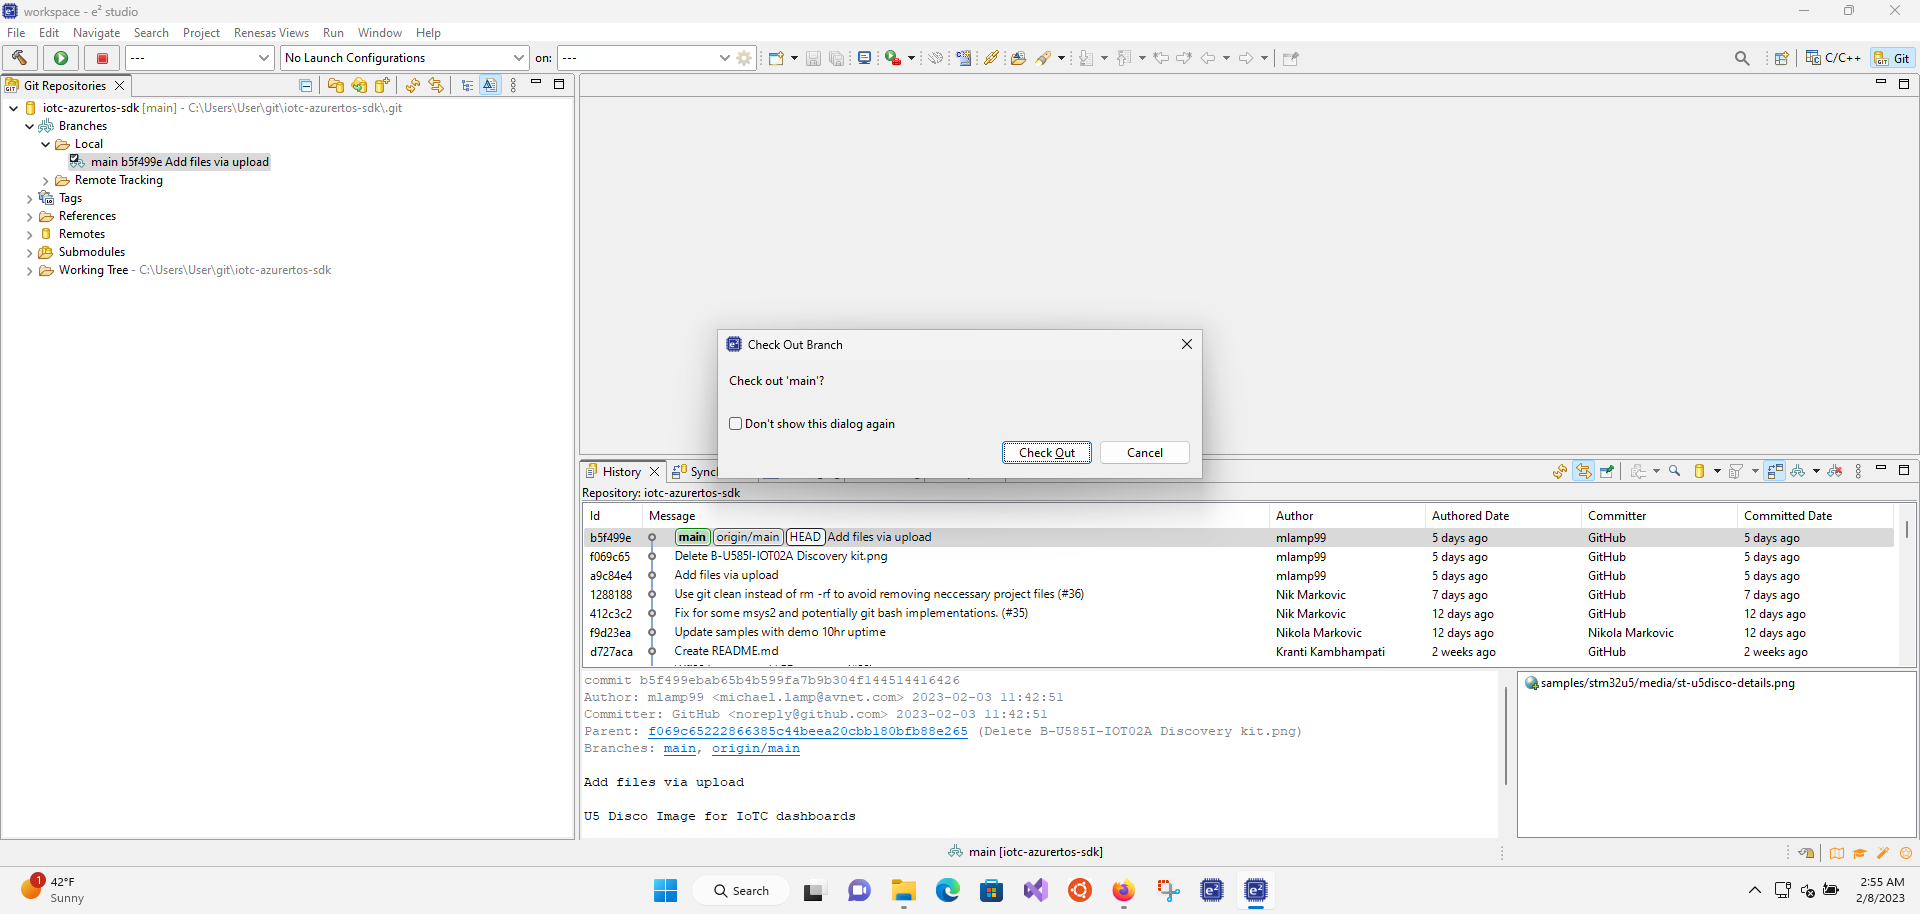 workspace - e² studio
File Edit Navigate Search Project Renesas Views Run Window Help
--- No Launch Configurations on: --- C/C++ Git
Git Repositories
iotc-azurertos-sdk [main] - C:\Users\User\git\iotc-azurertos-sdk\.git
Branches
Local
main b5f499e Add files via upload
Remote Tracking
Tags
References
Remotes
Submodules
Working Tree - C:\Users\User\git\iotc-azurertos-sdk
Check Out Branch
Check out 'main'?
Don't show this dialog again
Check Out Cancel
History Synch
Repository: iotc-azurertos-sdk
Id Message Author Authored Date Committer Committed Date
b5f499e main origin/main HEAD Add files via upload mlamp99 5 days ago GitHub 5 days ago
f069c65 Delete B-U585I-IOT02A Discovery kit.png mlamp99 5 days ago GitHub 5 days ago
a9c84e4 Add files via upload mlamp99 5 days ago GitHub 5 days ago
1288188 Use git clean instead of rm -rf to avoid removing neccessary project files (#36) Nik Markovic 7 days ago GitHub 7 days ago
412c3c2 Fix for some msys2 and potentially git bash implementations. (#35) Nik Markovic 12 days ago GitHub 12 days ago
f9d23ea Update samples with demo 10hr uptime Nikola Markovic 12 days ago Nikola Markovic 12 days ago
d727aca Create README.md Kranti Kambhampati 2 weeks ago GitHub 2 weeks ago
commit b5f499ebab65b4b599fa7b9b304f144514416426
Author: mlamp99 <michael.lamp@avnet.com> 2023-02-03 11:42:51
Committer: GitHub <noreply@github.com> 2023-02-03 11:42:51
Parent: f069c65222866385c44beea20cbb180bfb88e265 (Delete B-U585I-IOT02A Discovery kit.png)
Branches: main, origin/main
Add files via upload
U5 Disco Image for IoTC dashboards
samples/stm32u5/media/st-u5disco-details.png
main [iotc-azurertos-sdk]
1 42°F
Sunny
Search
2:55 AM
2/8/2023